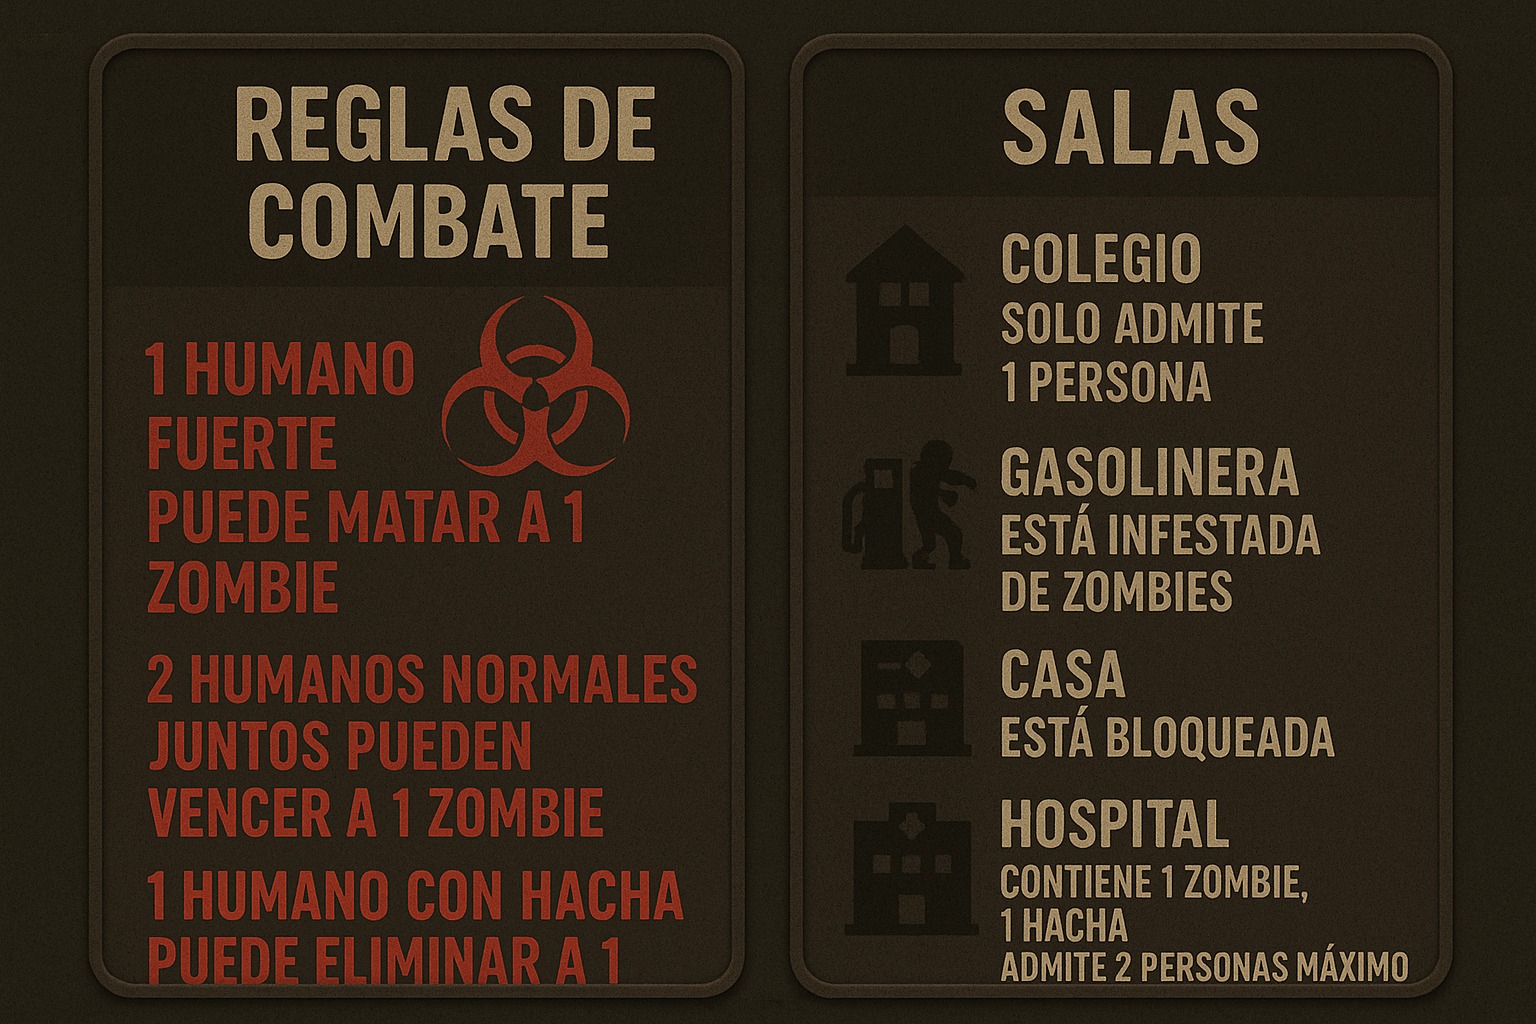 REGLAS DE
COMBATE
1 HUMANO
FUERTE
PUEDE MATAR A 1
ZOMBIE
2 HUMANOS NORMALES
JUNTOS PUEDEN
VENCER A 1 ZOMBIE
1 HUMANO CON HACHA
PUEDE ELIMINAR A 1
SALAS
COLEGIO
SOLO ADMITE
1 PERSONA
GASOLINERA
ESTÁ INFESTADA
DE ZOMBIES
CASA
ESTÁ BLOQUEADA
HOSPITAL
CONTIENE 1 ZOMBIE,
1 HACHA
ADMITE 2 PERSONAS MÁXIMO